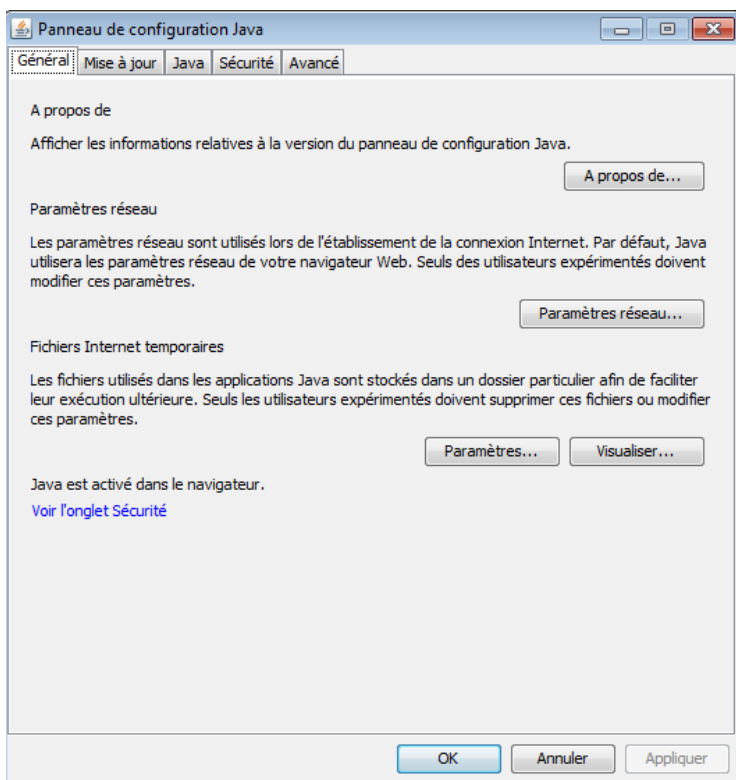 Panneau de configuration Java
Général Mise à jour Java Sécurité Avancé
A propos de
Afficher les informations relatives à la version du panneau de configuration Java.
A propos de...
Paramètres réseau
Les paramètres réseau sont utilisés lors de l'établissement de la connexion Internet. Par défaut, Java
utilisera les paramètres réseau de votre navigateur Web. Seuls des utilisateurs expérimentés doivent
modifier ces paramètres.
Paramètres réseau...
Fichiers Internet temporaires
Les fichiers utilisés dans les applications Java sont stockés dans un dossier particulier afin de faciliter
leur exécution ultérieure. Seuls les utilisateurs expérimentés doivent supprimer ces fichiers ou modifier
ces paramètres.
Paramètres... Visualiser...
Java est activé dans le navigateur.
Voir l'onglet Sécurité
OK Annuler Appliquer